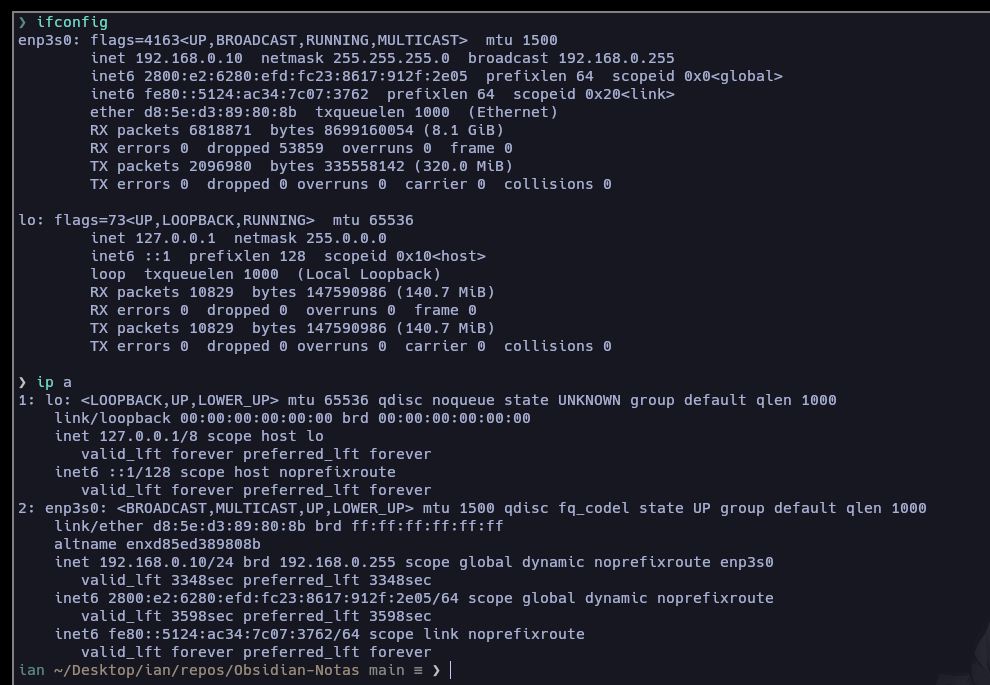 ❯ ifconfig
enp3s0: flags=4163<UP,BROADCAST,RUNNING,MULTICAST>  mtu 1500
        inet 192.168.0.10  netmask 255.255.255.0  broadcast 192.168.0.255
        inet6 2800:e2:6280:efd:fc23:8617:912f:2e05  prefixlen 64  scopeid 0x0<global>
        inet6 fe80::5124:ac34:7c07:3762  prefixlen 64  scopeid 0x20<link>
        ether d8:5e:d3:89:80:8b  txqueuelen 1000  (Ethernet)
        RX packets 6818871  bytes 8699160054 (8.1 GiB)
        RX errors 0  dropped 53859  overruns 0  frame 0
        TX packets 2096980  bytes 335558142 (320.0 MiB)
        TX errors 0  dropped 0 overruns 0  carrier 0  collisions 0

lo: flags=73<UP,LOOPBACK,RUNNING>  mtu 65536
        inet 127.0.0.1  netmask 255.0.0.0
        inet6 ::1  prefixlen 128  scopeid 0x10<host>
        loop  txqueuelen 1000  (Local Loopback)
        RX packets 10829  bytes 147590986 (140.7 MiB)
        RX errors 0  dropped 0  overruns 0  frame 0
        TX packets 10829  bytes 147590986 (140.7 MiB)
        TX errors 0  dropped 0 overruns 0  carrier 0  collisions 0

❯ ip a
1: lo: <LOOPBACK,UP,LOWER_UP> mtu 65536 qdisc noqueue state UNKNOWN group default qlen 1000
    link/loopback 00:00:00:00:00:00 brd 00:00:00:00:00:00
    inet 127.0.0.1/8 scope host lo
       valid_lft forever preferred_lft forever
    inet6 ::1/128 scope host noprefixroute
       valid_lft forever preferred_lft forever
2: enp3s0: <BROADCAST,MULTICAST,UP,LOWER_UP> mtu 1500 qdisc fq_codel state UP group default qlen 1000
    link/ether d8:5e:d3:89:80:8b brd ff:ff:ff:ff:ff:ff
    altname enxd85ed389808b
    inet 192.168.0.10/24 brd 192.168.0.255 scope global dynamic noprefixroute enp3s0
       valid_lft 3348sec preferred_lft 3348sec
    inet6 2800:e2:6280:efd:fc23:8617:912f:2e05/64 scope global dynamic noprefixroute
       valid_lft 3598sec preferred_lft 3598sec
    inet6 fe80::5124:ac34:7c07:3762/64 scope link noprefixroute
       valid_lft forever preferred_lft forever
ian ~/Desktop/ian/repos/Obsidian-Notas main ≡ ❯